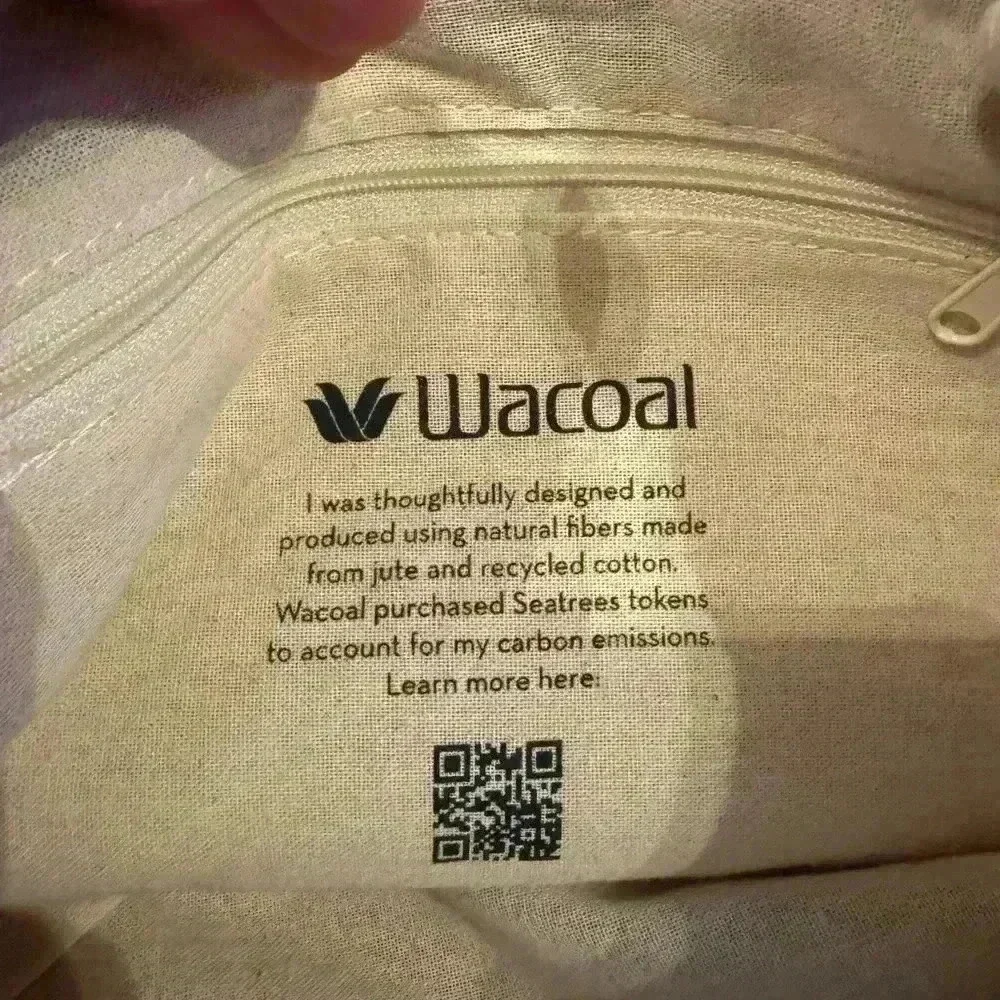 Wacoal
I was thoughtfully designed and
produced using natural fibers made
from jute and recycled cotton.
Wacoal purchased Seatrees tokens
to account for my carbon emissions.
Learn more here: